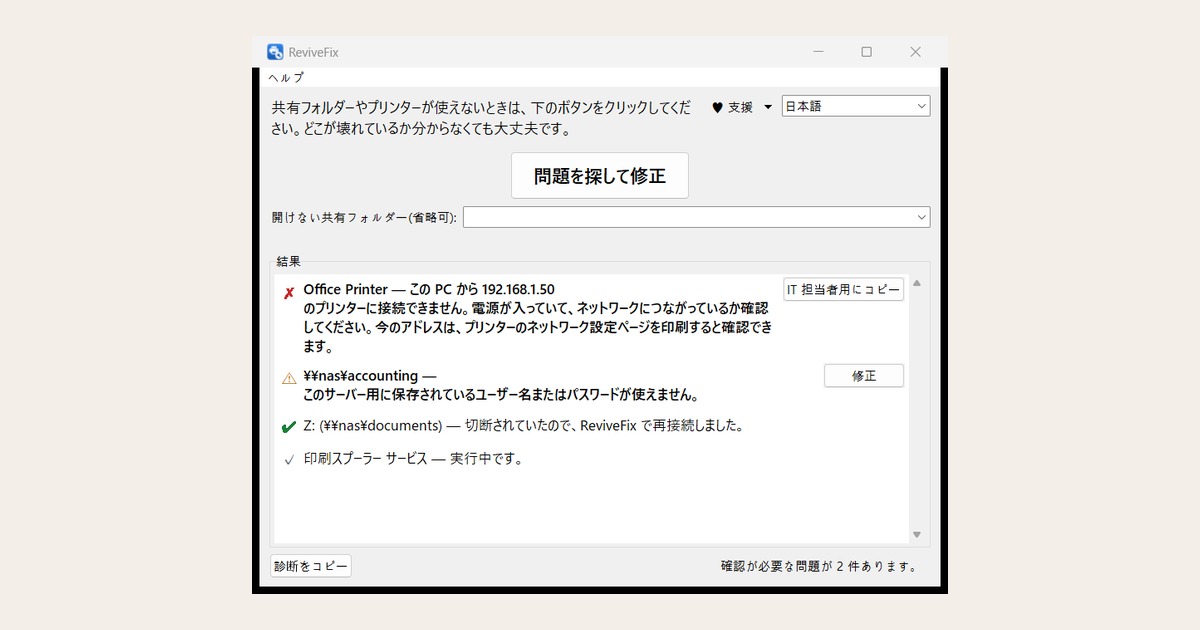 ReviveFix
ヘルプ
共有フォルダーやプリンターが使えないときは、下のボタンをクリックしてくだ
さい。どこが壊れているか分からなくても大丈夫です。
♥ 支援
日本語
問題を探して修正
開けない共有フォルダー(省略可):
結果
Office Printer — この PC から 192.168.1.50
のプリンターに接続できません。電源が入っていて、ネットワークにつながっているか確認
してください。今のアドレスは、プリンターのネットワーク設定ページを印刷すると確認でき
ます。
IT 担当者用にコピー
¥¥nas¥accounting —
このサーバー用に保存されているユーザー名またはパスワードが使えません。
修正
Z: (¥¥nas¥documents) — 切断されていたので、ReviveFix で再接続しました。
印刷スプーラー サービス — 実行中です。
診断をコピー
確認が必要な問題が 2 件あります。